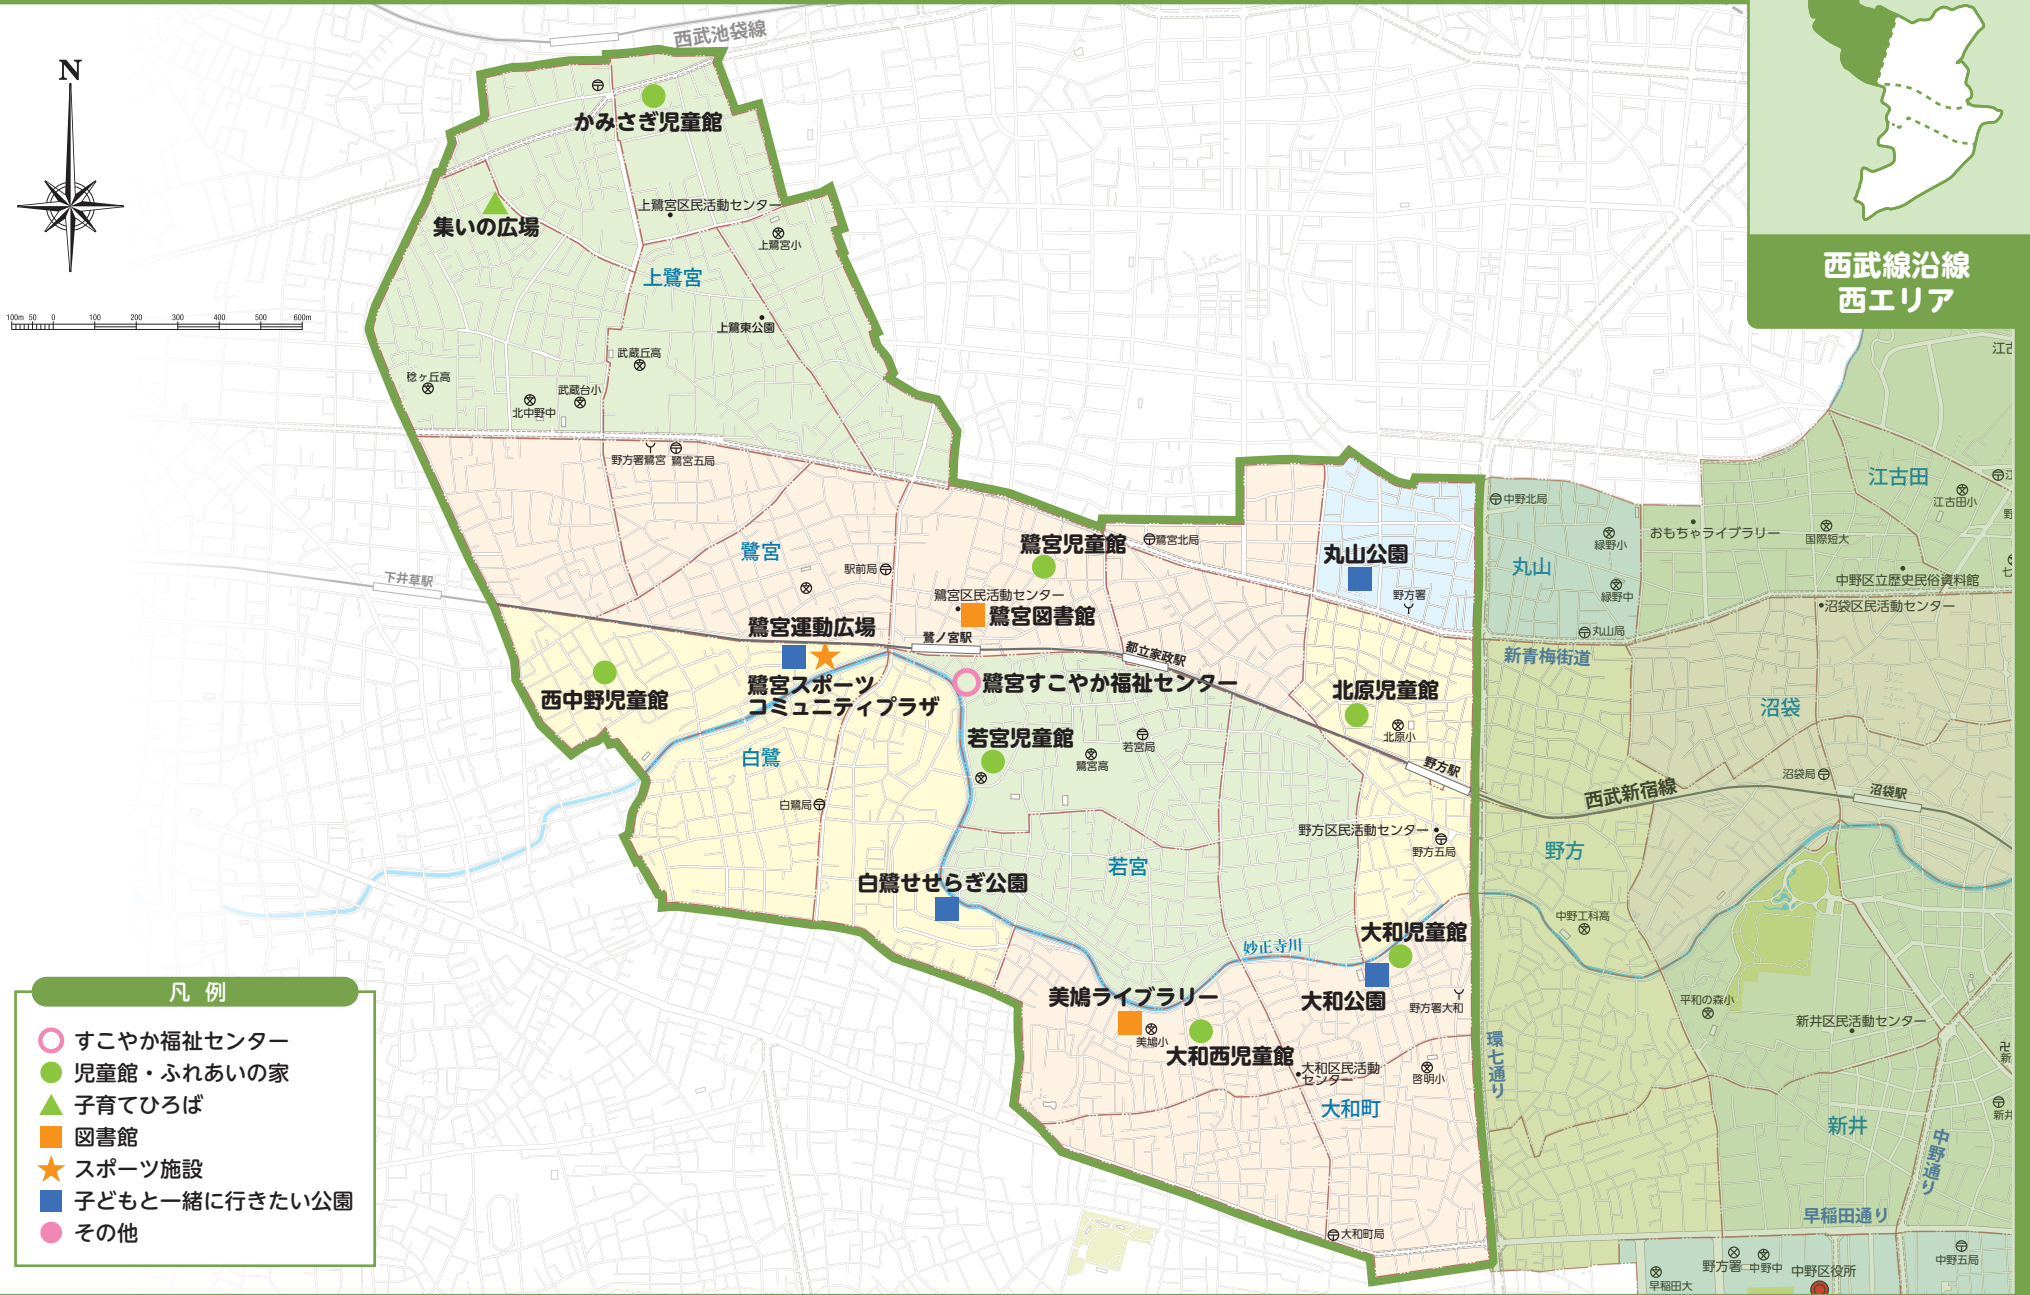 西武池袋線
N
100m 50 0 100 200 300 400 500 600m
西武線沿線
西エリア
かみさぎ児童館
集いの広場
上鷺宮区民活動センター
上鷺宮小
上鷺宮
上鷺東公園
武蔵丘高
稔ヶ丘高
武蔵台小
北中野中
野方署鷺宮
鷺宮五局
鷺宮
駅前局
鷺宮児童館
鷺宮北局
鷺宮区民活動センター
鷺宮図書館
丸山公園
野方署
中野北局
緑野小
丸山
緑野中
丸山局
おもちゃライブラリー
国際短大
江古田
江古田小
中野区立歴史民俗資料館
沼袋区民活動センター
下井草駅
鷺宮運動広場
鷺ノ宮駅
都立家政駅
新青梅街道
西中野児童館
鷺宮スポーツ
コミュニティプラザ
鷺宮すこやか福祉センター
北原児童館
北原小
沼袋
若宮児童館
若宮局
鷺宮高
白鷺
白鷺局
野方駅
沼袋局
西武新宿線
沼袋駅
野方区民活動センター
野方五局
野方
若宮
白鷺せせらぎ公園
中野工科高
大和児童館
妙正寺川
大和公園
野方署大和
美鳩ライブラリー
美鳩小
大和西児童館
大和区民活動
センター
啓明小
大和町
環七通り
平和の森小
新井区民活動センター
新井
中野通り
早稲田通り
大和町局
野方署
中野中
中野区役所
早稲田大
中野五局
凡例
すこやか福祉センター
児童館・ふれあいの家
子育てひろば
図書館
スポーツ施設
子どもと一緒に行きたい公園
その他